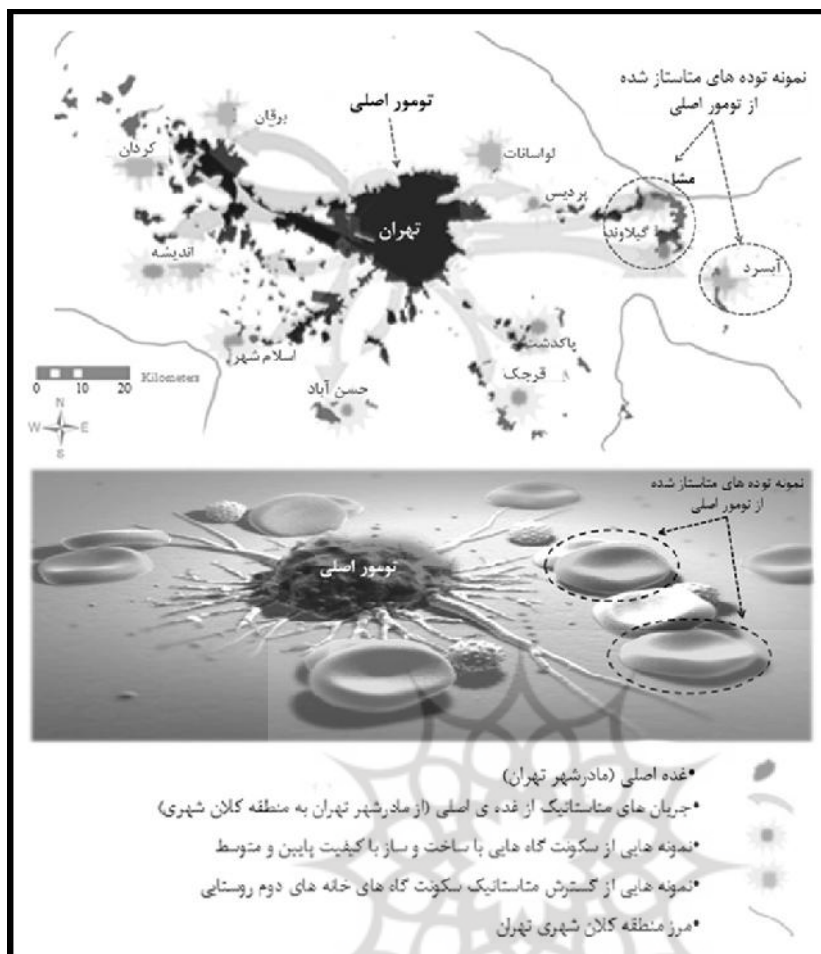 نمونه توده های متاستاز شده
از تومور اصلی
تومور اصلی
برقان
کردان
لواسانات
مشا
پردیس
تهران
گیلاوند
آبسرد
اندیشه
اسلام شهر
پاکدشت
قرچک
حسن آباد
0 10 20 Kilometers
N
W E
S
نمونه توده های متاستاز شده
از تومور اصلی
تومور اصلی
•غده اصلی (مادرشهر تهران)
•جریان های متاستاتیک از غده ی اصلی (از مادرشهر تهران به منطقه کلان شهری)
•نمونه هایی از سکونت گاه هایی با ساخت و ساز با کیفیت پایین و متوسط
•نمونه هایی از گسترش متاستاتیک سکونت گاه های خانه های دوم روستایی
•مرز منطقه کلان شهری تهران